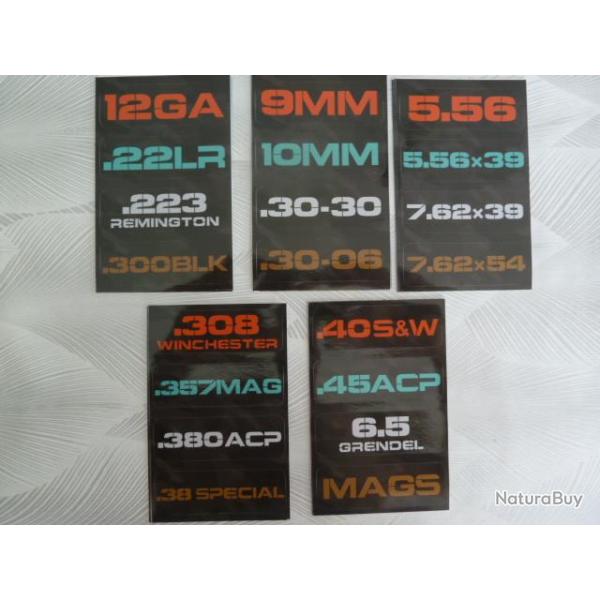 12GA
.22LR
.223
REMINGTON
.300BLK
9MM
10MM
.30-30
.30-06
5.56
5.56x39
7.62x39
7.62x54
.308
WINCHESTER
.357MAG
.380ACP
.38 SPECIAL
.40S&W
.45ACP
6.5
GRENDEL
MAGS
NaturaBuy